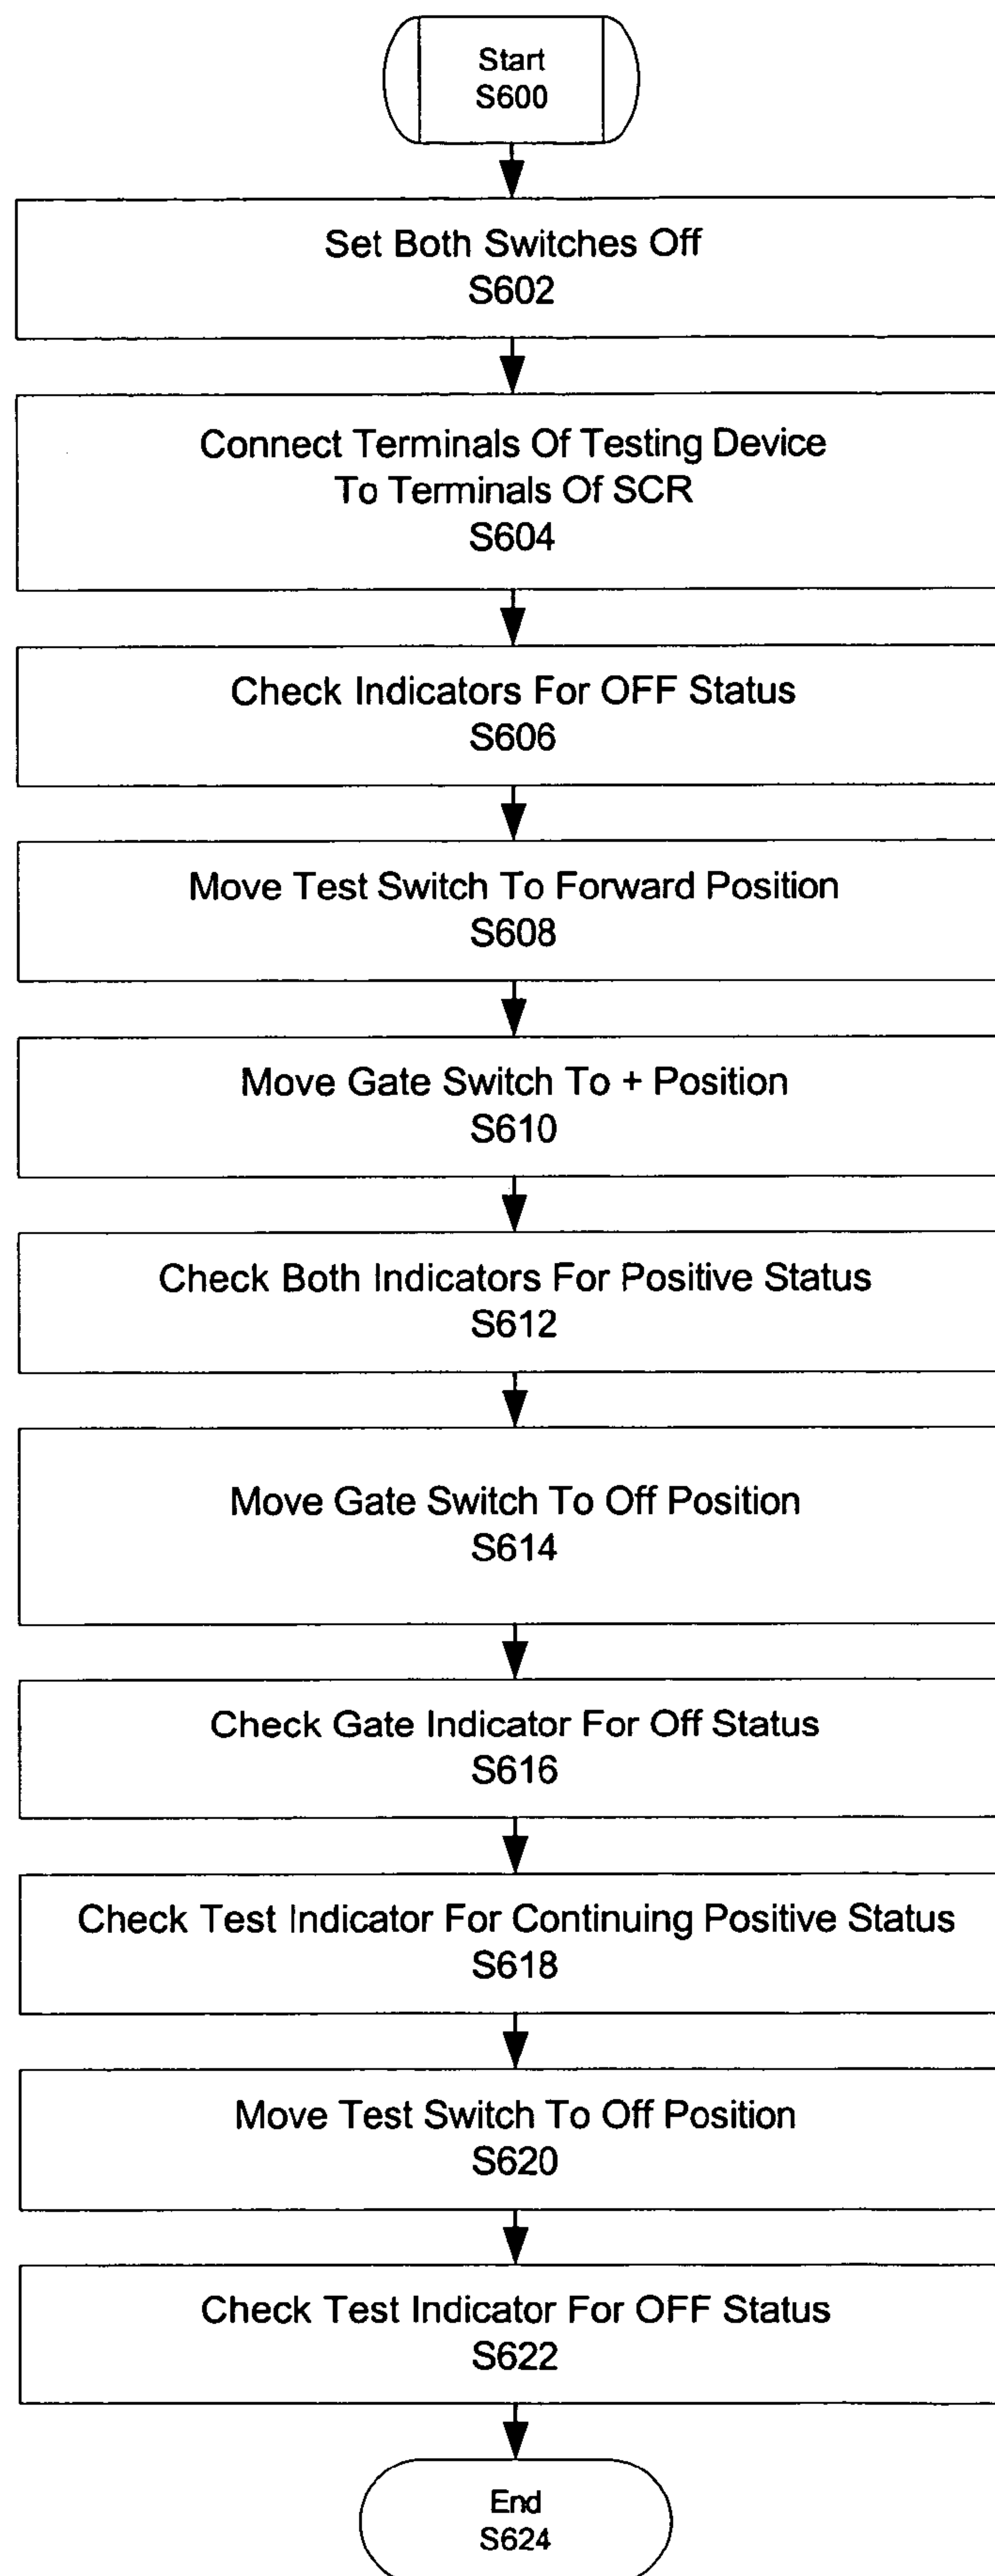 Start
S600
Set Both Switches Off
S602
Connect Terminals Of Testing Device
To Terminals Of SCR
S604
Check Indicators For OFF Status
S606
Move Test Switch To Forward Position
S608
Move Gate Switch To + Position
S610
Check Both Indicators For Positive Status
S612
Move Gate Switch To Off Position
S614
Check Gate Indicator For Off Status
S616
Check Test Indicator For Continuing Positive Status
S618
Move Test Switch To Off Position
S620
Check Test Indicator For OFF Status
S622
End
S624